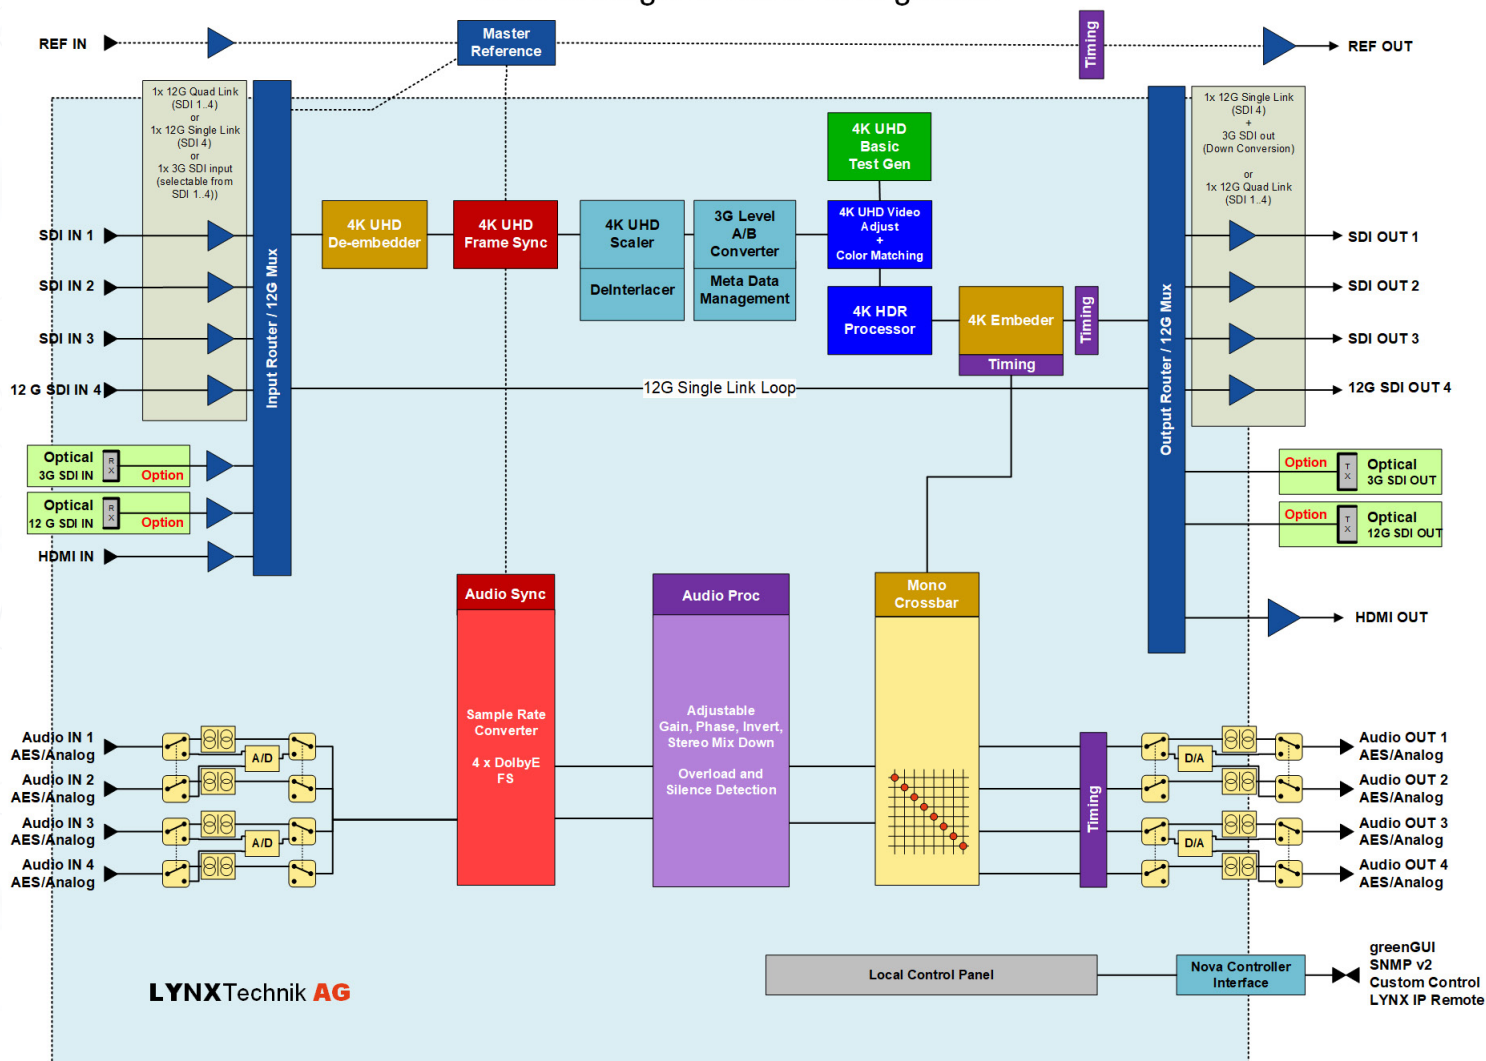 REF IN
Master
Reference
Timing
REF OUT
1x 12G Quad Link
(SDI 1..4)
or
1x 12G Single Link
(SDI 4)
or
1x 3G SDI input
(selectable from
SDI 1..4))
1x 12G Single Link
(SDI 4)
+
3G SDI out
(Down Conversion)
or
1x 12G Quad Link
(SDI 1..4)
4K UHD
Basic
Test Gen
SDI IN 1
SDI IN 2
SDI IN 3
12 G SDI IN 4
Input Router / 12G Mux
4K UHD
De-embedder
4K UHD
Frame Sync
4K UHD
Scaler
DeInterlacer
3G Level
A/B
Converter
Meta Data
Management
4K UHD Video
Adjust
+
Color Matching
4K HDR
Processor
4K Embeder
Timing
Timing
12G Single Link Loop
Output Router / 12G Mux
SDI OUT 1
SDI OUT 2
SDI OUT 3
12G SDI OUT 4
Optical
3G SDI IN
RX
Option
Optical
12 G SDI IN
RX
Option
HDMI IN
Option
TX
Optical
3G SDI OUT
Option
TX
Optical
12G SDI OUT
HDMI OUT
Audio Sync
Sample Rate
Converter
4 x DolbyE
FS
Audio Proc
Adjustable
Gain, Phase, Invert,
Stereo Mix Down
Overload and
Silence Detection
Mono
Crossbar
Audio IN 1
AES/Analog
Audio IN 2
AES/Analog
Audio IN 3
AES/Analog
Audio IN 4
AES/Analog
A/D
A/D
Timing
D/A
D/A
Audio OUT 1
AES/Analog
Audio OUT 2
AES/Analog
Audio OUT 3
AES/Analog
Audio OUT 4
AES/Analog
Local Control Panel
Nova Controller
Interface
greenGUI
SNMP v2
Custom Control
LYNX IP Remote
LYNXTechnik AG